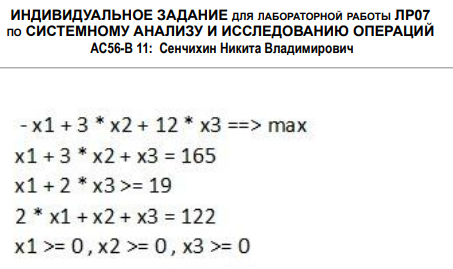 ИНДИВИДУАЛЬНОЕ ЗАДАНИЕ ДЛЯ ЛАБОРАТОРНОЙ РАБОТЫ ЛР07
ПО СИСТЕМНОМУ АНАЛИЗУ И ИССЛЕДОВАНИЮ ОПЕРАЦИЙ
АС56-В 11: Сенчихин Никита Владимирович
- x1 + 3 * x2 + 12 * x3 ==> max
x1 + 3 * x2 + x3 = 165
x1 + 2 * x3 >= 19
2 * x1 + x2 + x3 = 122
x1 >= 0 , x2 >= 0 , x3 >= 0